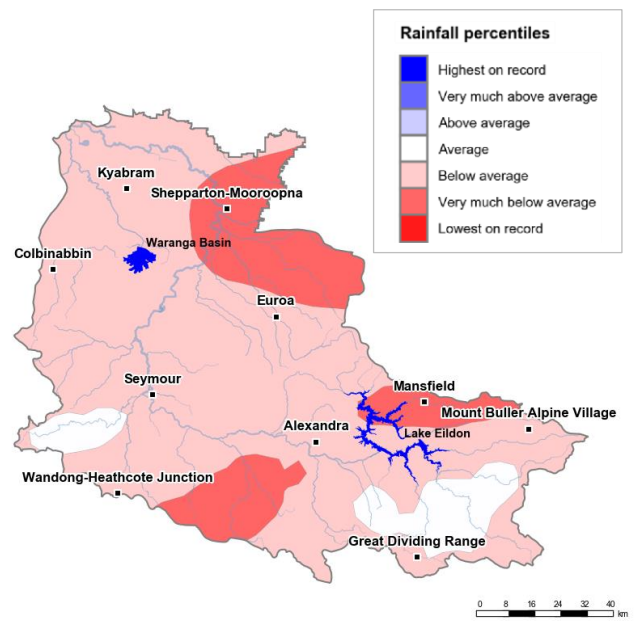 Rainfall percentiles
Highest on record
Very much above average
Above average
Average
Below average
Very much below average
Lowest on record
Kyabram
Shepparton-Mooroopna
Waranga Basin
Colbinabbin
Euroa
Seymour
Mansfield
Mount Buller Alpine Village
Alexandra
Lake Eildon
Wandong-Heathcote Junction
Great Dividing Range
0 8 16 24 32 40
km